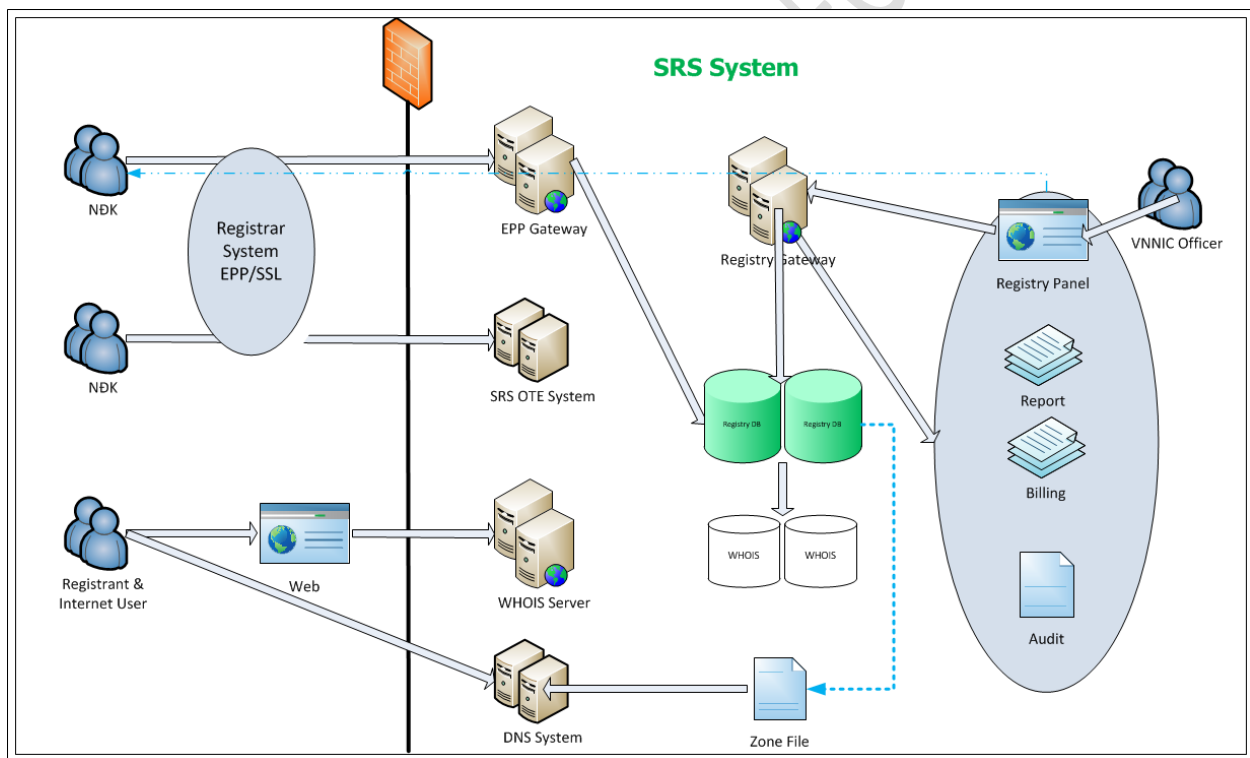 SRS System
NĐK
Registrar
System
EPP/SSL
EPP Gateway
Registry Gateway
VNNIC Officer
Registry Panel
NĐK
SRS OTE System
Report
Registry DB
Registry DB
Billing
WHOIS
WHOIS
Registrant &
Internet User
Web
WHOIS Server
Audit
DNS System
Zone File